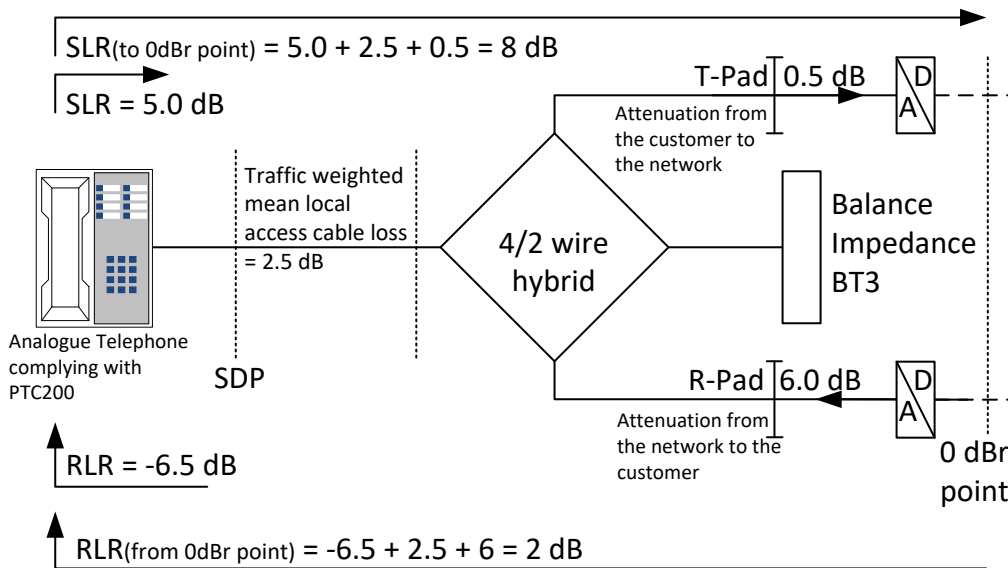 SLR(to 0dBr point) = 5.0 + 2.5 + 0.5 = 8 dB
SLR = 5.0 dB
T-Pad 0.5 dB
D
A
Attenuation from
the customer to
the network
Traffic weighted
mean local
access cable loss
= 2.5 dB
4/2 wire
hybrid
Balance
Impedance
BT3
Analogue Telephone
complying with
PTC200
SDP
R-Pad 6.0 dB
D
A
Attenuation from
the network to the
customer
0 dBr
point
RLR = -6.5 dB
RLR(from 0dBr point) = -6.5 + 2.5 + 6 = 2 dB